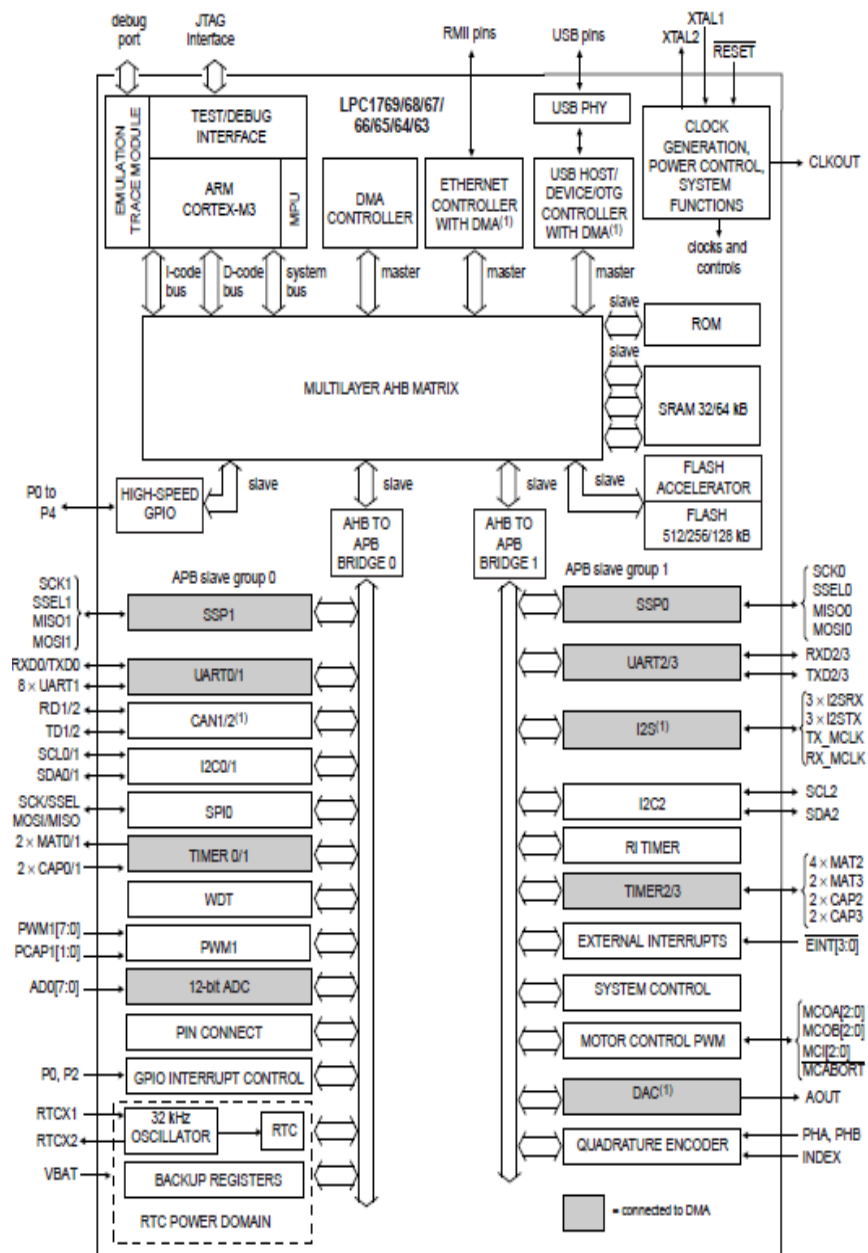 debug
port
JTAG
Interface
RMII pins
USB pins
XTAL1
XTAL2
RESET
LPC1769/68/67/
66/65/64/63
EMULATION
TRACE MODULE
TEST/DEBUG
INTERFACE
ARM
CORTEX-M3
MPU
DMA
CONTROLLER
ETHERNET
CONTROLLER
WITH DMA(1)
USB PHY
USB HOST/
DEVICE/OTG
CONTROLLER
WITH DMA(1)
CLOCK
GENERATION,
POWER CONTROL,
SYSTEM
FUNCTIONS
CLKOUT
clocks and
controls
I-code
bus
D-code
bus
system
bus
master
master
master
slave
ROM
slave
MULTILAYER AHB MATRIX
SRAM 32/64 kB
P0 to
P4
HIGH-SPEED
GPIO
slave
slave
slave
slave
FLASH
ACCELERATOR
FLASH
512/256/128 kB
AHB TO
APB
BRIDGE 0
AHB TO
APB
BRIDGE 1
APB slave group 0
SCK1
SSEL1
MISO1
MOSI1
SSP1
RXD0/TXD0
8 × UART1
UART0/1
RD1/2
TD1/2
CAN1/2(1)
SCL0/1
SDA0/1
I2C0/1
SCK/SSEL
MOSI/MISO
SPI0
2 × MAT0/1
2 × CAP0/1
TIMER 0/1
WDT
PWM1[7:0]
PCAP1[1:0]
PWM1
AD0[7:0]
12-bit ADC
PIN CONNECT
P0, P2
GPIO INTERRUPT CONTROL
RTCX1
RTCX2
32 kHz
OSCILLATOR
RTC
VBAT
BACKUP REGISTERS
RTC POWER DOMAIN
APB slave group 1
SSP0
SCK0
SSEL0
MISO0
MOSI0
UART2/3
RXD2/3
TXD2/3
I2S(1)
3 × I2SRX
3 × I2STX
TX_MCLK
RX_MCLK
I2C2
SCL2
SDA2
RI TIMER
TIMER2/3
4 × MAT2
2 × MAT3
2 × CAP2
2 × CAP3
EXTERNAL INTERRUPTS
EINT[3:0]
SYSTEM CONTROL
MOTOR CONTROL PWM
MCOA[2:0]
MCOB[2:0]
MCI[2:0]
MCABORT
DAC(1)
AOUT
QUADRATURE ENCODER
PHA, PHB
INDEX
= connected to DMA